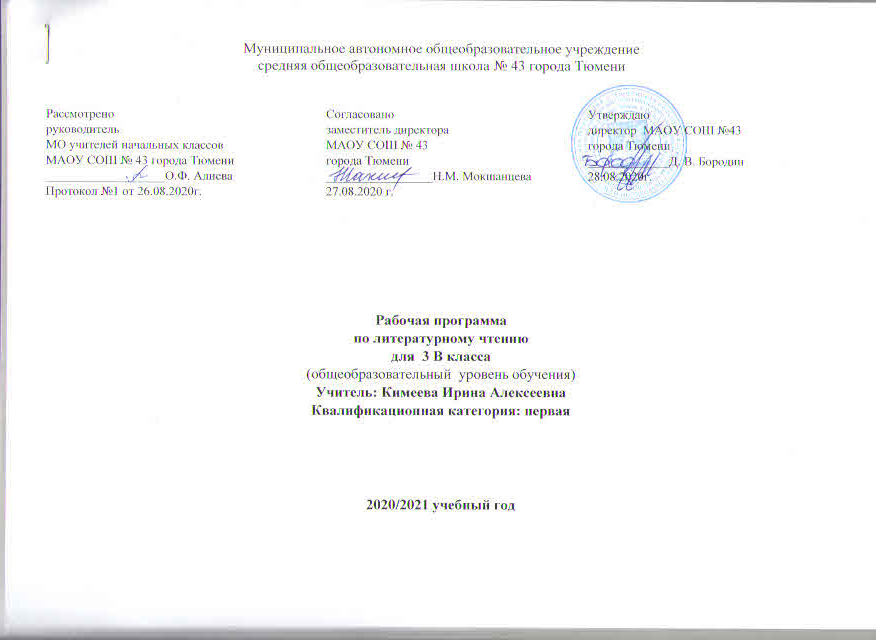 Муниципальное автономное общеобразовательное учреждение
средняя общеобразовательная школа № 43 города Тюмени
Рассмотрено
руководитель
МО учителей начальных классов
МАОУ СОШ № 43 города Тюмени
О.Ф. Алиева
Протокол №1 от 26.08.2020г.
Согласовано
заместитель директора
МАОУ СОШ № 43
города Тюмени
Н.М. Мокшанцева
27.08.2020 г.
Утверждаю
директор МАОУ СОШ №43
города Тюмени
Д. В. Бородин
28.08.2020г.
Рабочая программа
по литературному чтению
для 3 В класса
(общеобразовательный уровень обучения)
Учитель: Кимеева Ирина Алексеевна
Квалификационная категория: первая
2020/2021 учебный год